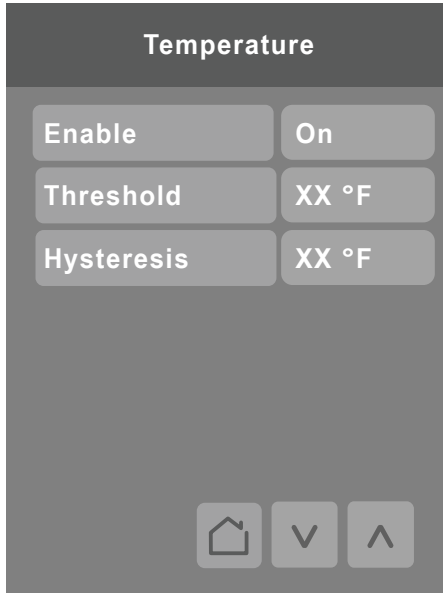 Temperature
Enable On
Threshold XX °F
Hysteresis XX °F